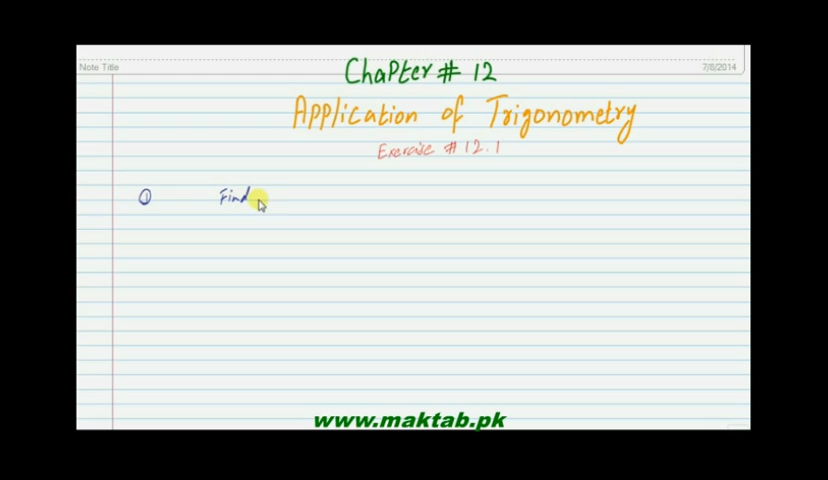 Note Title
7/8/2014
Chapter # 12
Application of Trigonometry
Exercise # 12.1
① Find
www.maktab.pk